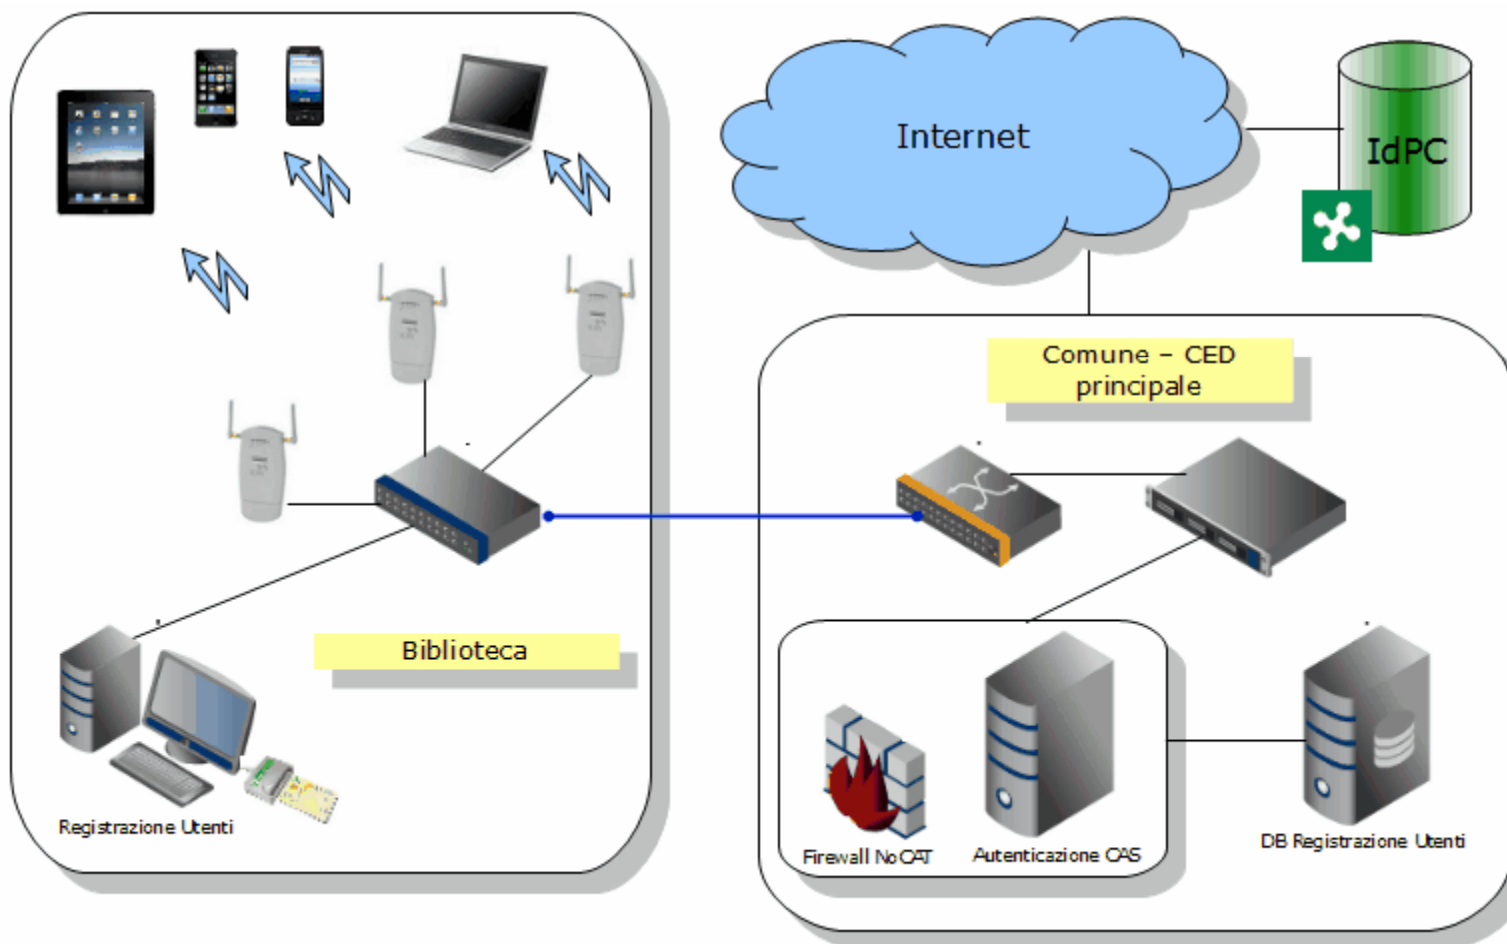 Internet
IdPC
Comune – CED
principale
Biblioteca
Registrazione Utenti
Firewall NoCAT
Autenticazione CAS
DB Registrazione Utenti